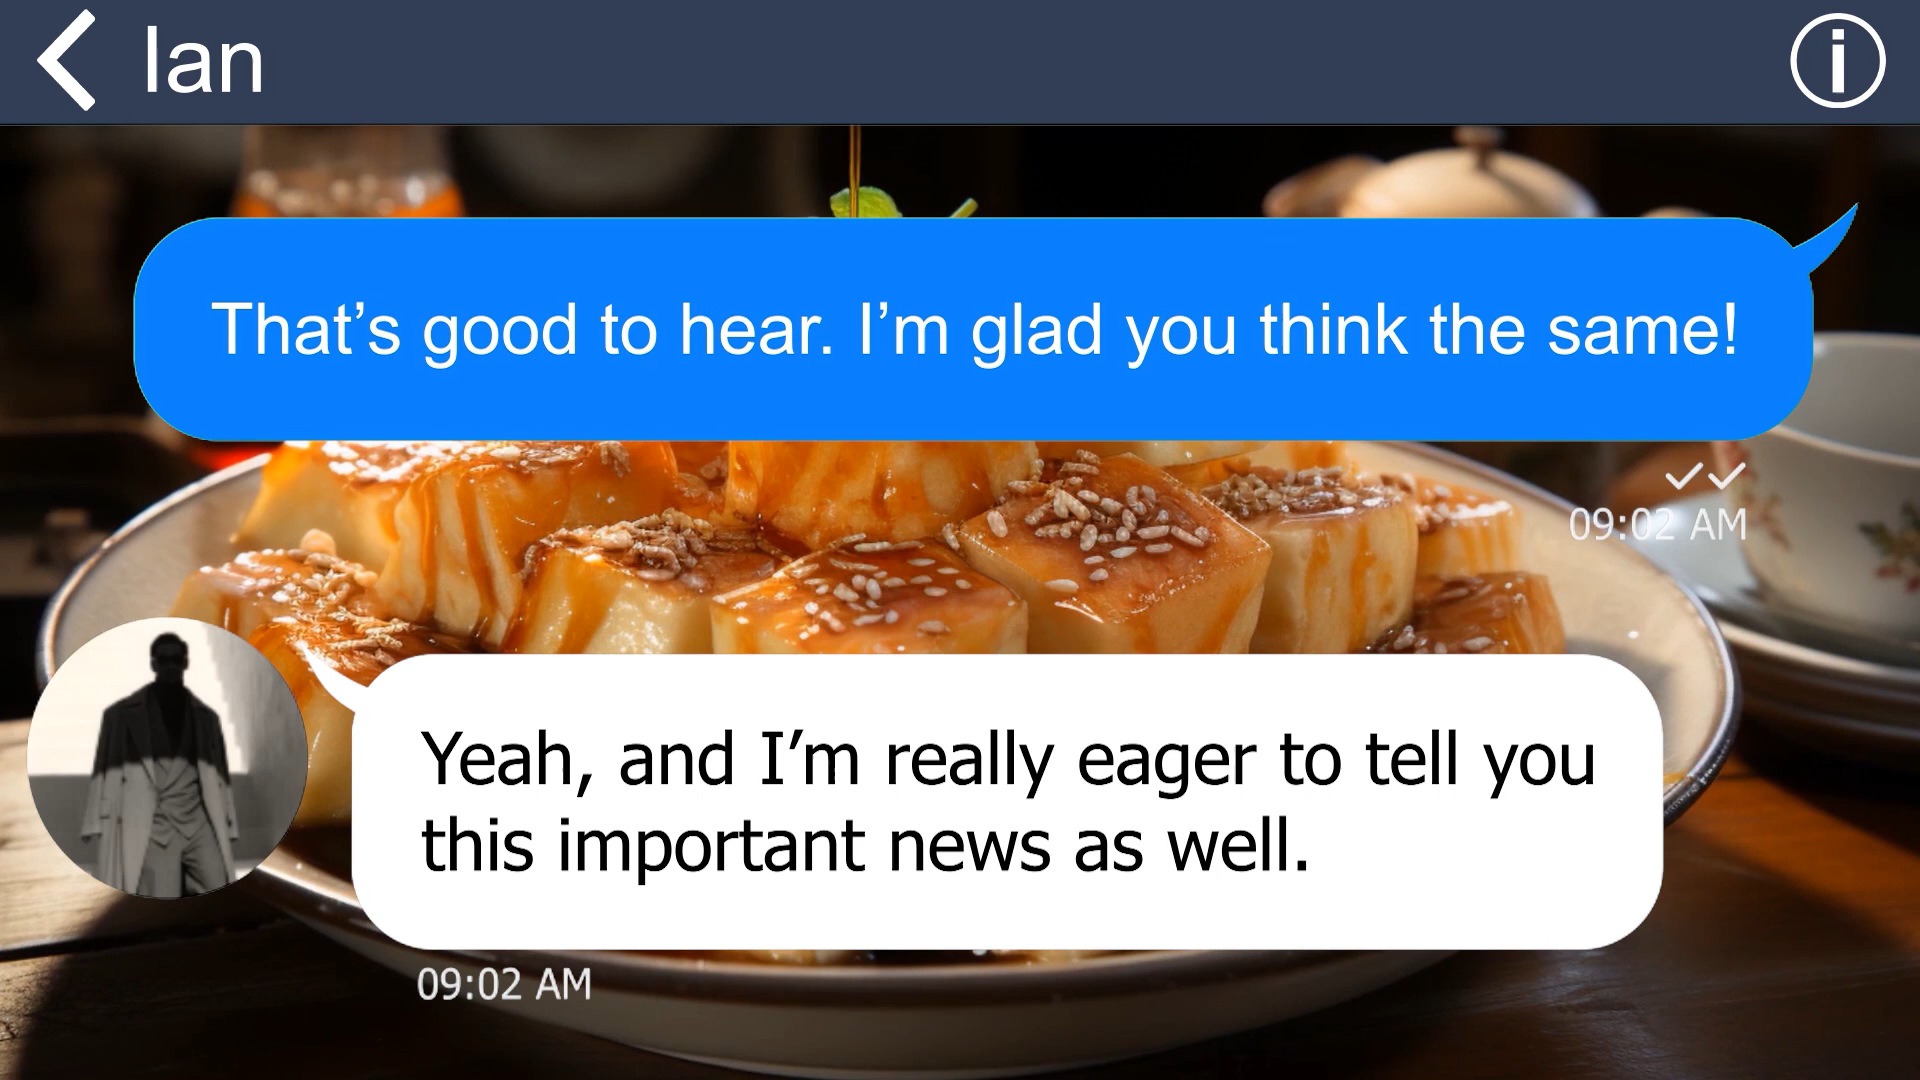 Ian
That’s good to hear. I’m glad you think the same!
09:02 AM
Yeah, and I’m really eager to tell you
this important news as well.
09:02 AM